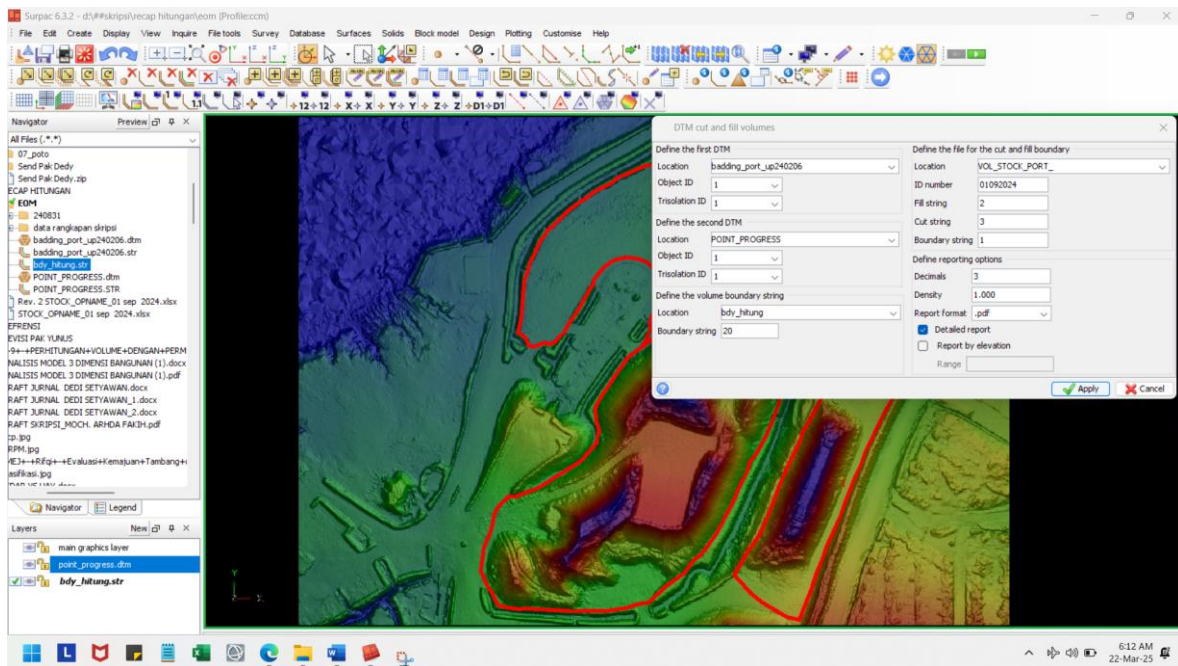 Surpac 6.3.2 - d:\##skripsi\recap hitungan\eom (Profile:ccm)
File Edit Create Display View Inquire File tools Survey Database Surfaces Solids Block model Design Plotting Customise Help
12+12 X+X Y+Y Z+Z +D1+D1
Navigator Preview
All Files (*.*)
07_poto
Send Pak Dedy
Send Pak Dedy.zip
ECAP HITUNGAN
EOM
240831
data rangkapan skripsi
badding_port_up240206.dtm
badding_port_up240206.str
bdy_hitung.str
POINT_PROGRESS.dtm
POINT_PROGRESS.STR
Rev. 2 STOCK_OPNAME_01 sep 2024.xlsx
STOCK_OPNAME_01 sep 2024.xlsx
EFRENSI
EVISI PAK YUNUS
-9+-+PERHITUNGAN+VOLUME+DENGAN+PERM
NALISIS MODEL 3 DIMENSI BANGUNAN (1).docx
NALISIS MODEL 3 DIMENSI BANGUNAN (1).pdf
RAFT JURNAL DEDI SETYAWAN.docx
RAFT JURNAL DEDI SETYAWAN_1.docx
RAFT JURNAL DEDI SETYAWAN_2.docx
RAFT SKRIPSI_MOCH. ARHDA FAKIH.pdf
cp.jpg
RPM.jpg
asifikasi.jpg
Navigator Legend
Layers New
main graphics layer
point_progress.dtm
bdy_hitung.str
Y
X
DTM cut and fill volumes
Define the first DTM
Location badding_port_up240206
Object ID 1
Trisolation ID 1
Define the second DTM
Location POINT_PROGRESS
Object ID 1
Trisolation ID 1
Define the volume boundary string
Location bdy_hitung
Boundary string 20
Define the file for the cut and fill boundary
Location VOL_STOCK_PORT_
ID number 01092024
Fill string 2
Cut string 3
Boundary string 1
Define reporting options
Decimals 3
Density 1.000
Report format .pdf
Detailed report
Report by elevation
Range
Apply Cancel
6:12 AM
22-Mar-25